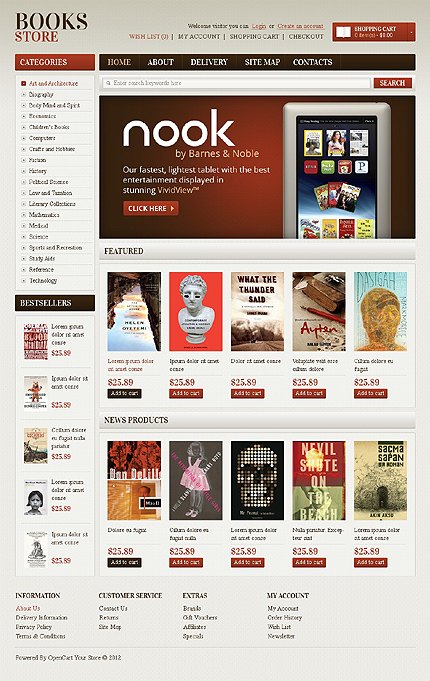 BOOKS
STORE
Welcome visitor you can Login or Create an account.
WISH LIST (0) | MY ACCOUNT | SHOPPING CART | CHECKOUT
SHOPPING CART
0 item(s) - $0.00
CATEGORIES
HOME ABOUT DELIVERY SITE MAP CONTACTS
Enter search keywords here
SEARCH
Art and Architecture
Biography
Body Mind and Spirit
Economics
Children's Books
Computers
Crafts and Hobbies
Fiction
History
Political Science
Law and Taxation
Literary Collections
Mathematics
Medical
Science
Sports and Recreation
Study Aids
Reference
Technology
nook
by Barnes & Noble
Our fastest, lightest tablet with the best
entertainment displayed in
stunning VividView™
CLICK HERE
BESTSELLERS
Lorem ipsum dolor sit amet conse
$25.89
Ipsum dolor sit amet
$25.89
Cillum dolore eu fugiat nulla pariatur
$25.89
Lorem ipsum dolor sit amet conse
$25.89
Ipsum dolor sit amet conse
$25.89
FEATURED
HELEN
OYEYEMI
WHAT THE
THUNDER
SAID
Ayten
Lorem ipsum dolor sit amet conse
Ipsum dolor sit amet conse
Dolor sit amet conse
Voluptate velit esse cillum dolore
Cillum dolore eu fugiat
$25.89 $25.89 $25.89 $25.89 $25.89
Add to cart Add to cart Add to cart Add to cart Add to cart
NEWS PRODUCTS
Don DeLillo
NEVIL
SHUTE
ON THE
BEACH
SAÇMA
SAPAN
BİR ROMAN
AKIN AKSU
Dolore eu fugiat
Cillum dolore eu fugiat
Ipsum dolor sit amet conse
Nulla pariatur. Excepteur sint
Lorem ipsum dolor sit amet
$25.89 $25.89 $25.89 $25.89 $25.89
Add to cart Add to cart Add to cart Add to cart Add to cart
INFORMATION
About Us
Delivery Information
Privacy Policy
Terms & Conditions
CUSTOMER SERVICE
Contact Us
Returns
Site Map
EXTRAS
Brands
Gift Vouchers
Affiliates
Specials
MY ACCOUNT
My Account
Order History
Wish List
Newsletter
Powered By OpenCart Your Store © 2012